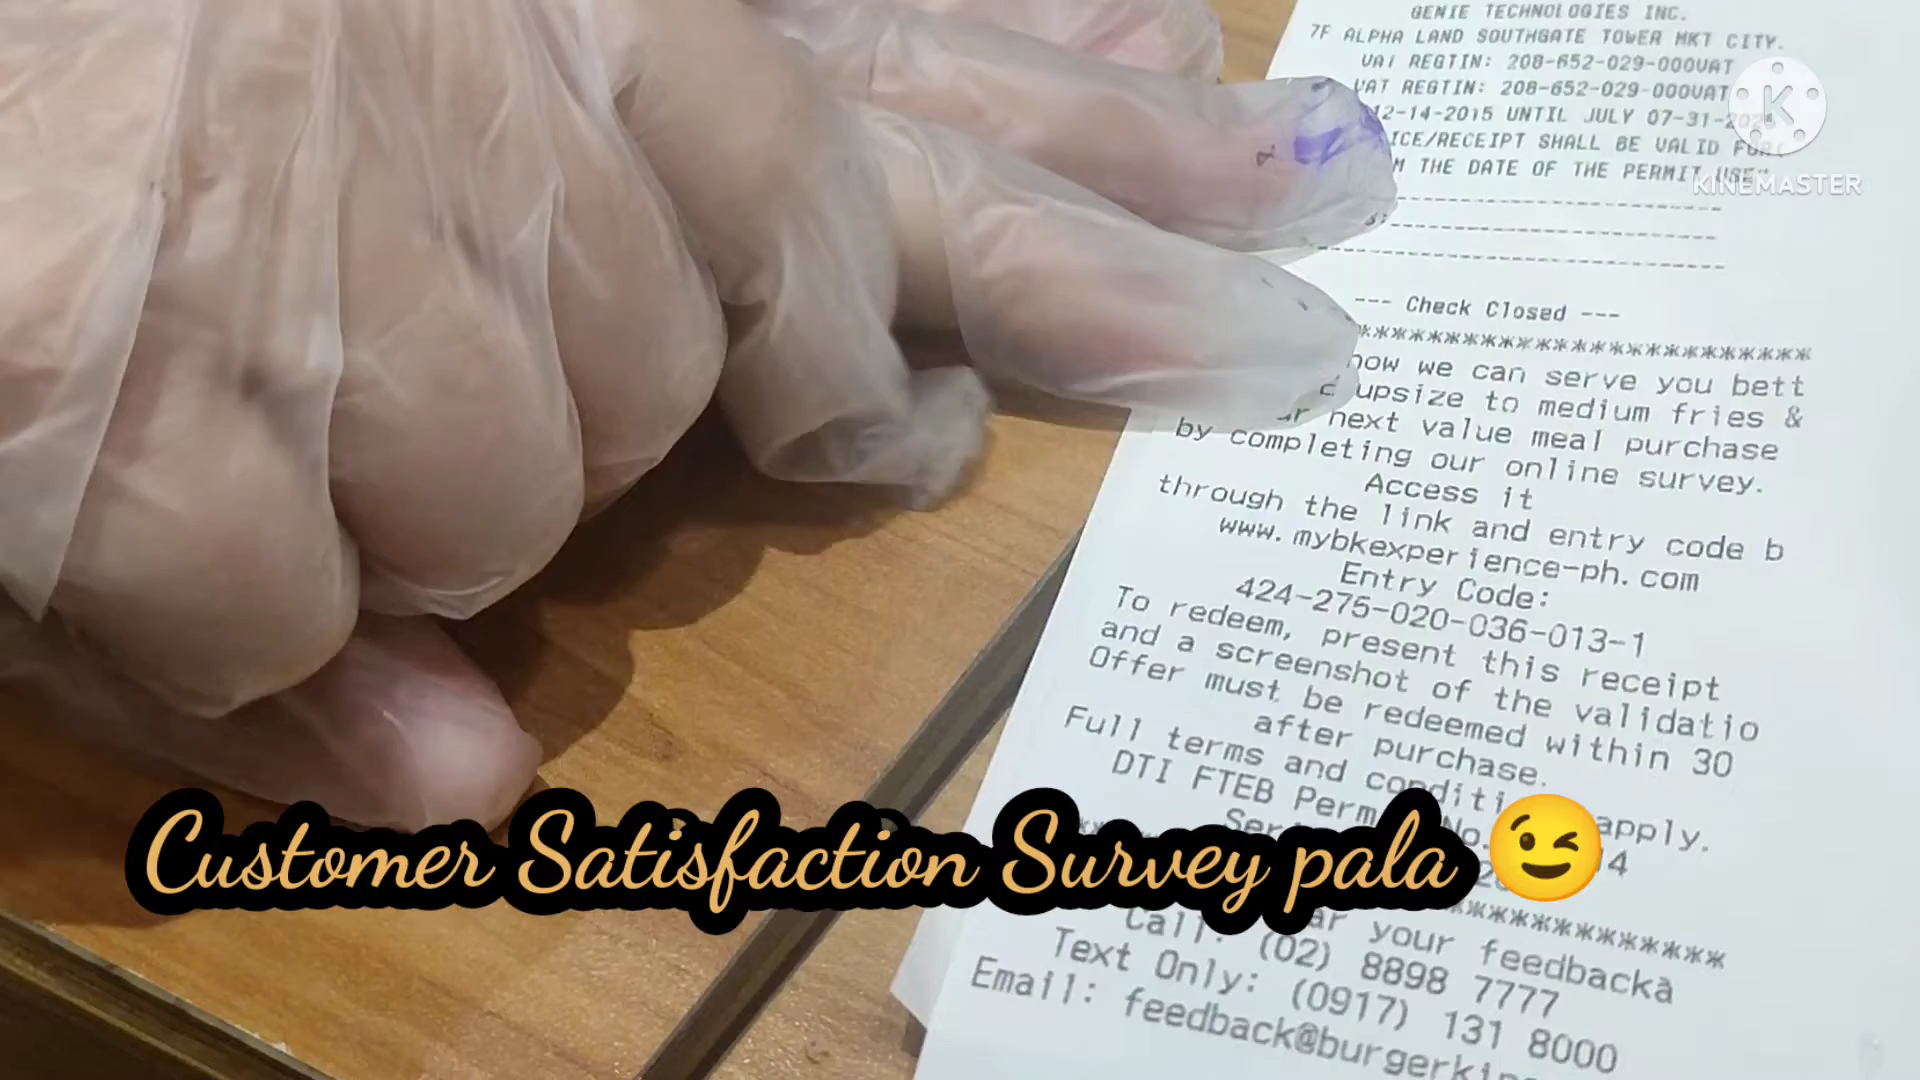 GENIE TECHNOLOGIES INC.
7F ALPHA LAND SOUTHGATE TOWER MKT CITY.
VAT REGTIN: 208-652-029-000VAT
VAT REGTIN: 208-652-029-000VAT
12-14-2015 UNTIL JULY 07-31-
ICE/RECEIPT SHALL BE VALID FOR
THE DATE OF THE PERMIT USE"
KINEMASTER
--- Check Closed ---
how we can serve you bett
upsize to medium fries &
next value meal purchase
by completing our online survey.
Access it
through the link and entry code b
www.mybkexperience-ph.com
Entry Code:
424-275-020-036-013-1
To redeem, present this receipt
and a screenshot of the validatio
Offer must be redeemed within 30
after purchase.
Full terms and conditi apply.
DTI FTEB Perm No.
Customer Satisfaction Survey pala 😉
your feedbacka
Call: (02) 8898 7777
Text Only: (0917) 131 8000
Email: feedback@burgerkin